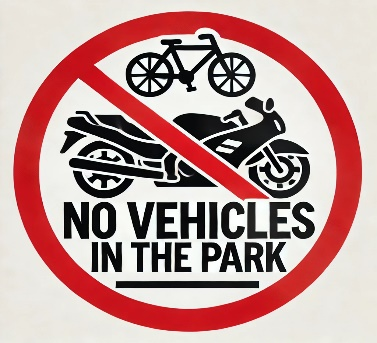 NO VEHICLES
IN THE PARK